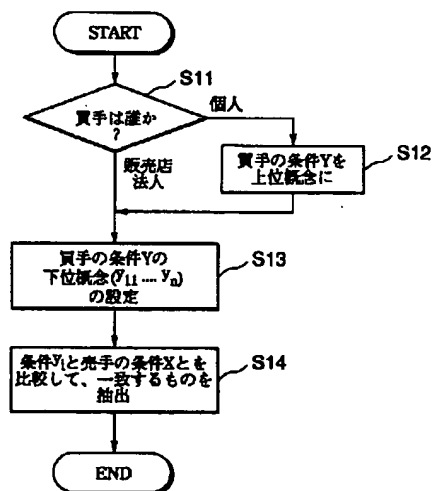 START
S11
買手は誰か
?
個人
販売店
法人
買手の条件Yを
上位概念に
S12
買手の条件Yの
下位概念(y11....yn)
の設定
S13
条件yiと売手の条件Xとを
比較して、一致するものを
抽出
S14
END